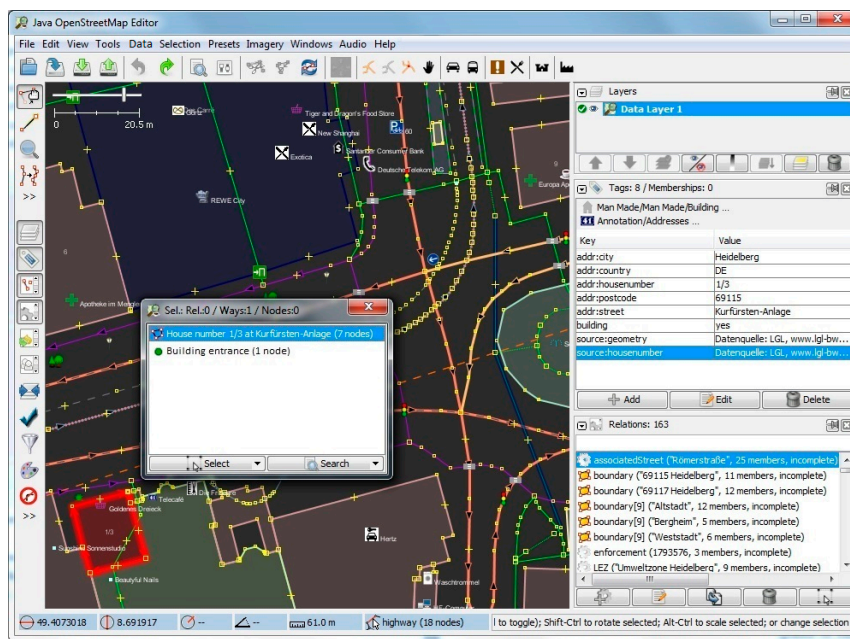 Java OpenStreetMap Editor
File Edit View Tools Data Selection Presets Imagery Windows Audio Help
0 20.5 m
Tiger and Dragon's Food Store
New Shanghai
60
Santander Consumer Bank
Exotica
Deutsche Telekom AG
REWE City
Europa Apo
6
9
Apotheke im
>>
Sel.: Rel.:0 / Ways:1 / Nodes:0
House number 1/3 at Kurfürsten-Anlage (7 nodes)
Building entrance (1 node)
Select
Search
Telecafé
Goldenes Dreieck
1/3
Sonnenstudio
Beautyful Nails
Hertz
Waschtrommel
>>
Layers
Data Layer 1
Tags: 8 / Memberships: 0
Man Made/Man Made/Building ...
Annotation/Addresses ...
Key Value
addr:city Heidelberg
addr:country DE
addr:housenumber 1/3
addr:postcode 69115
addr:street Kurfürsten-Anlage
building yes
source:geometry Datenquelle: LGL, www.lgl-bw...
source:housenumber Datenquelle: LGL, www.lgl-bw...
Add Edit Delete
Relations: 163
associatedStreet ("Römerstraße", 25 members, incomplete)
boundary ("69115 Heidelberg", 11 members, incomplete)
boundary ("69117 Heidelberg", 12 members, incomplete)
boundary[9] ("Altstadt", 12 members, incomplete)
boundary[9] ("Bergheim", 5 members, incomplete)
boundary[9] ("Weststadt", 6 members, incomplete)
enforcement (1793576, 3 members, incomplete)
LEZ ("Umweltzone Heidelberg", 9 members, incomplete)
49.4073018 8.691917 -- -- 61.0 m highway (18 nodes) l to toggle); Shift-Ctrl to rotate selected; Alt-Ctrl to scale selected; or change selection